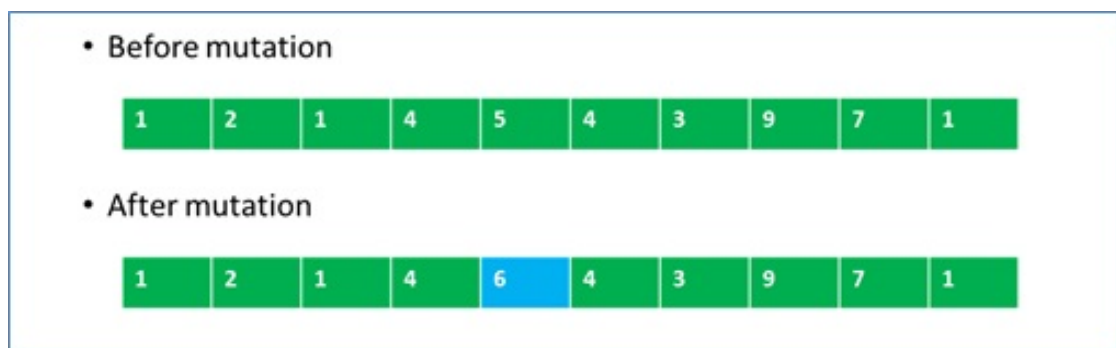 • Before mutation
1 2 1 4 5 4 3 9 7 1
• After mutation
1 2 1 4 6 4 3 9 7 1